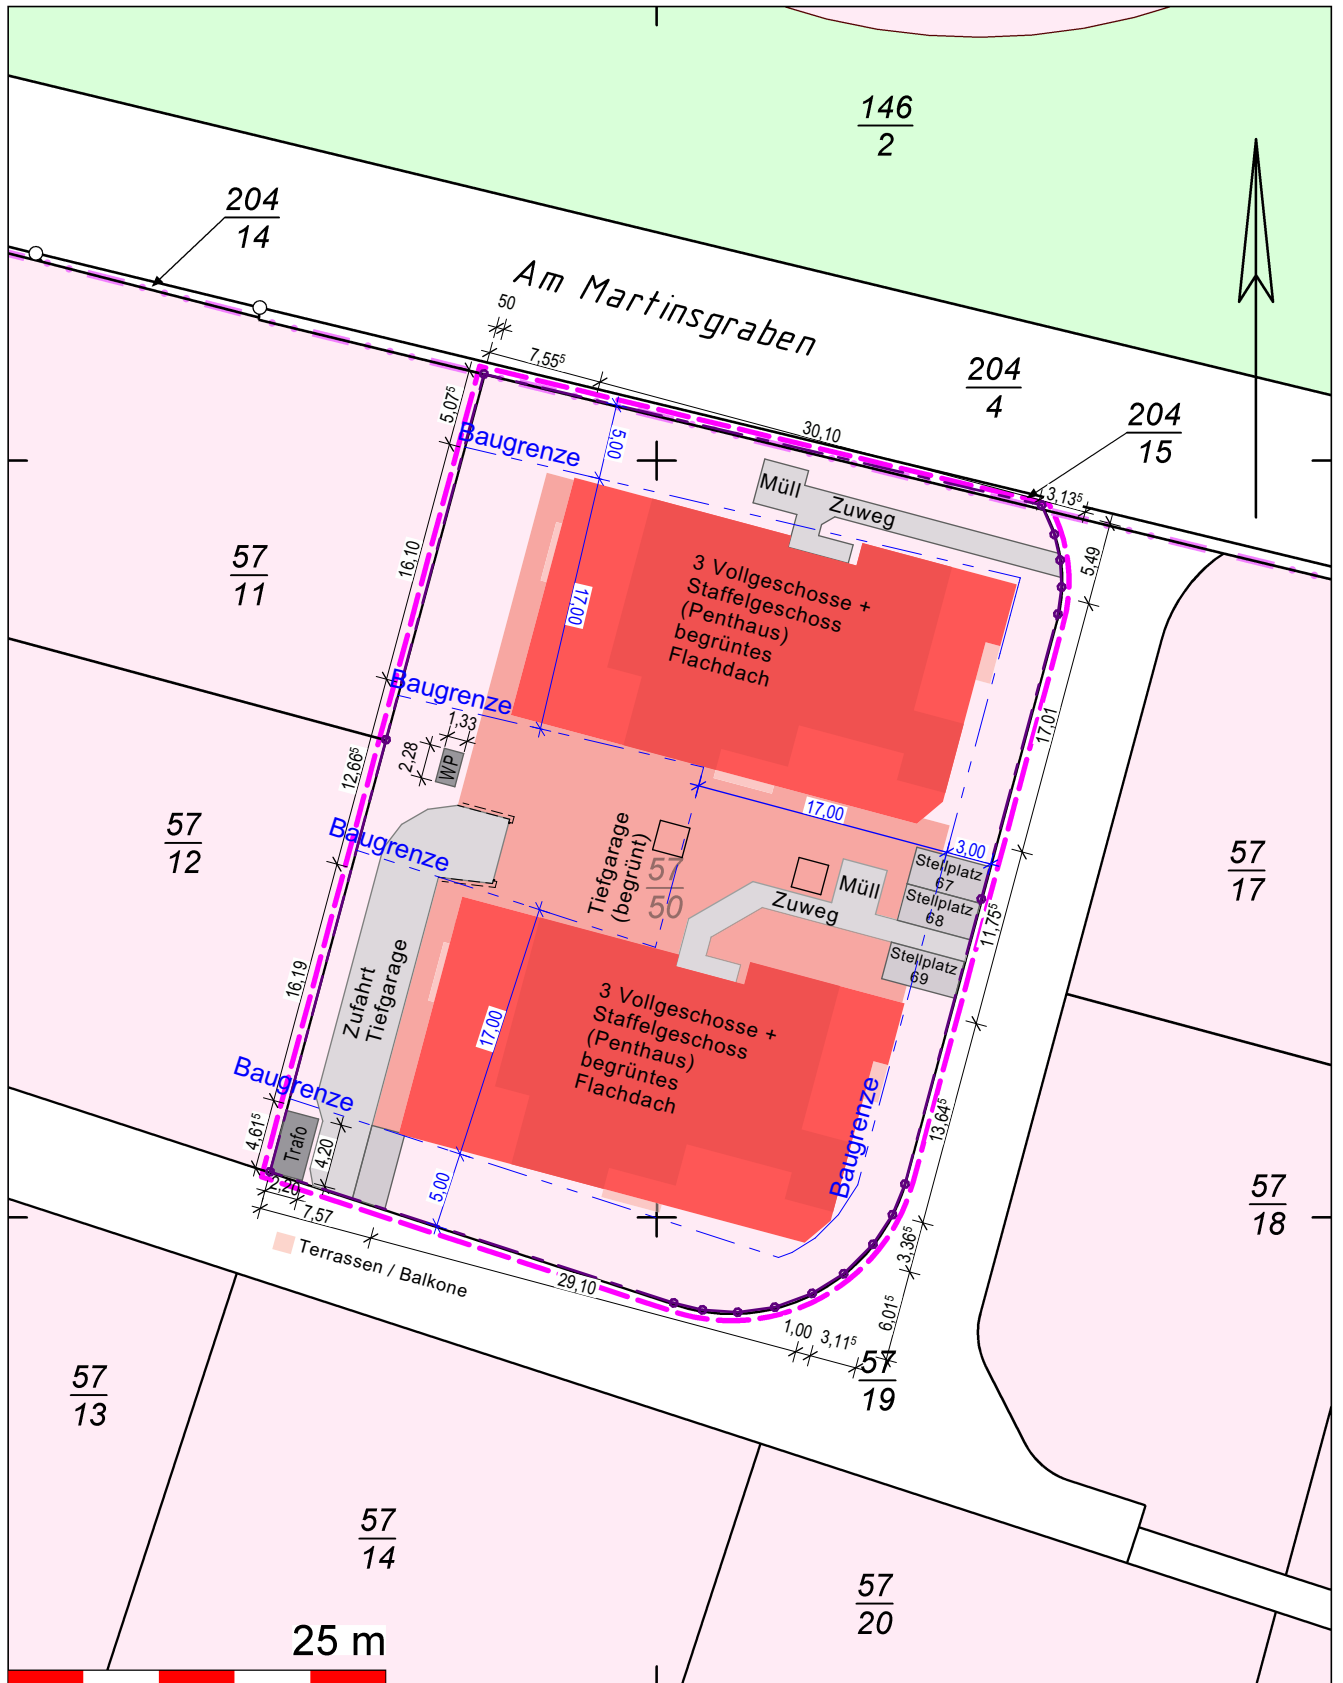 146
2
204
14
Am Martinsgraben
50
7,55⁵
204
4
204
15
5,07⁵
Baugrenze
5,00
30,10
3,13⁵
Müll
Zuweg
5,49
57
11
16,10
17,00
3 Vollgeschosse +
Staffelgeschoss
(Penthaus)
begrüntes
Flachdach
Baugrenze
1,33
2,28
WP
12,66⁵
17,01
17,00
57
12
Baugrenze
Tiefgarage
(begrünt)
57
50
3,00
Stellplatz
67
Müll
Stellplatz
68
Zuweg
11,75⁵
Stellplatz
69
57
17
16,19
Zufahrt
Tiefgarage
17,00
3 Vollgeschosse +
Staffelgeschoss
(Penthaus)
begrüntes
Flachdach
Baugrenze
Baugrenze
13,64⁵
4,61⁵
Trafo
4,20
2,20
7,57
5,00
57
18
3,36⁵
Terrassen / Balkone
29,10
6,01⁵
1,00
3,11⁵
57
19
57
13
57
14
57
20
25 m